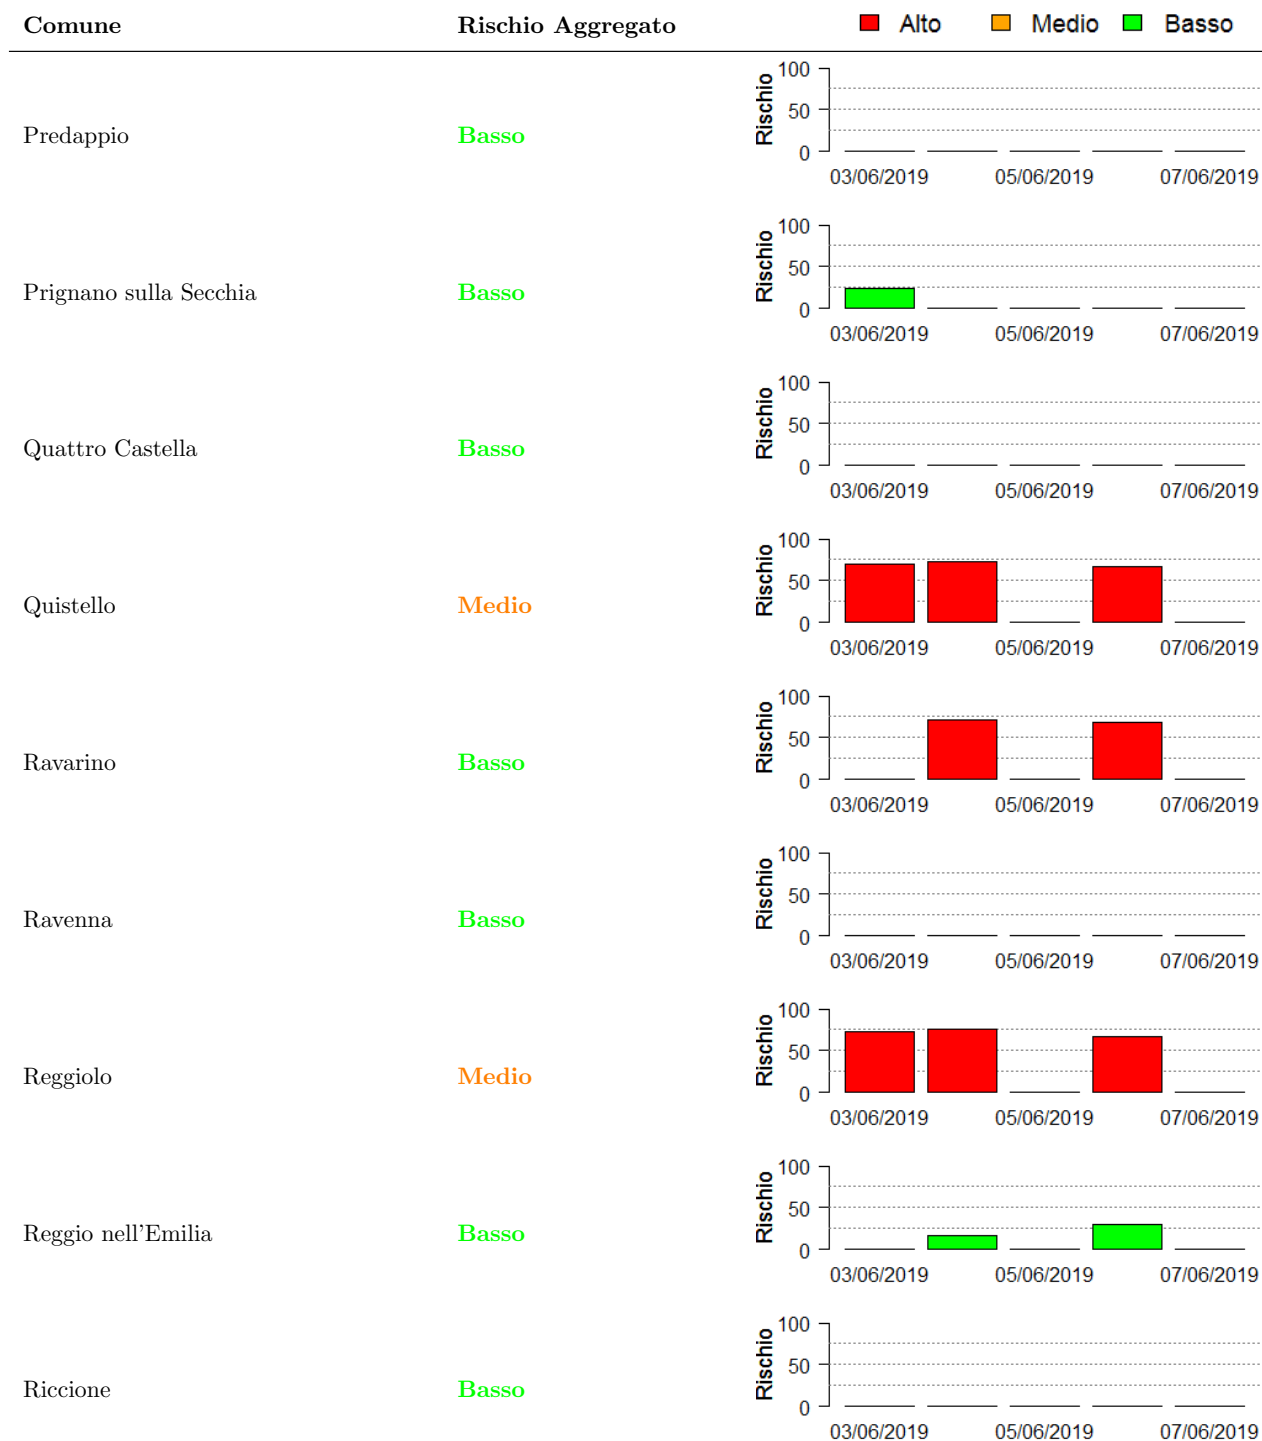 Comune Rischio Aggregato Alto Medio Basso
Predappio Basso Rischio 100 50 0
03/06/2019 05/06/2019 07/06/2019
Prignano sulla Secchia Basso Rischio 100 50 0
03/06/2019 05/06/2019 07/06/2019
Quattro Castella Basso Rischio 100 50 0
03/06/2019 05/06/2019 07/06/2019
Quistello Medio Rischio 100 50 0
03/06/2019 05/06/2019 07/06/2019
Ravarino Basso Rischio 100 50 0
03/06/2019 05/06/2019 07/06/2019
Ravenna Basso Rischio 100 50 0
03/06/2019 05/06/2019 07/06/2019
Reggiolo Medio Rischio 100 50 0
03/06/2019 05/06/2019 07/06/2019
Reggio nell'Emilia Basso Rischio 100 50 0
03/06/2019 05/06/2019 07/06/2019
Riccione Basso Rischio 100 50 0
03/06/2019 05/06/2019 07/06/2019